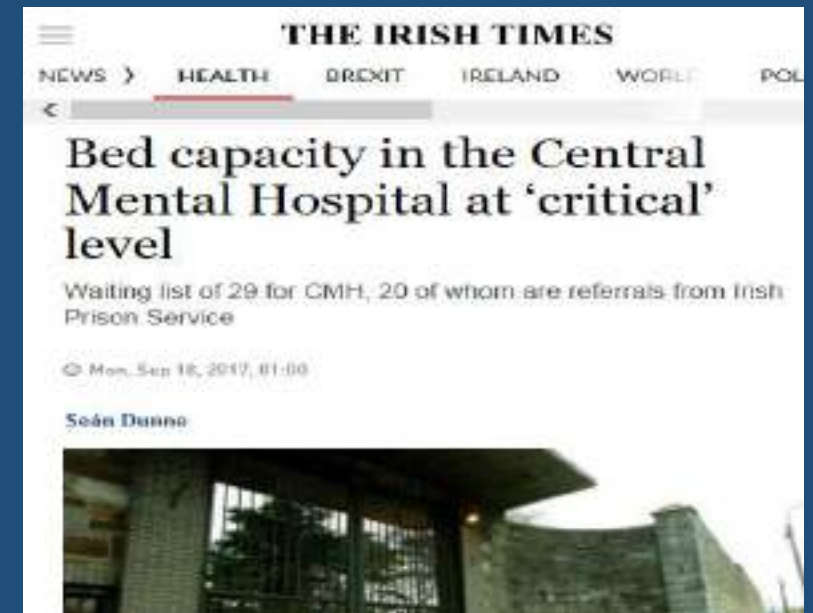 THE IRISH TIMES
NEWS > HEALTH BREXIT IRELAND WORL POL
<
Bed capacity in the Central
Mental Hospital at ‘critical’
level
Waiting list of 29 for CMH, 20 of whom are referrals from Irish
Prison Service
Mon, Sep 18, 2017, 01:00
Seán Dunne